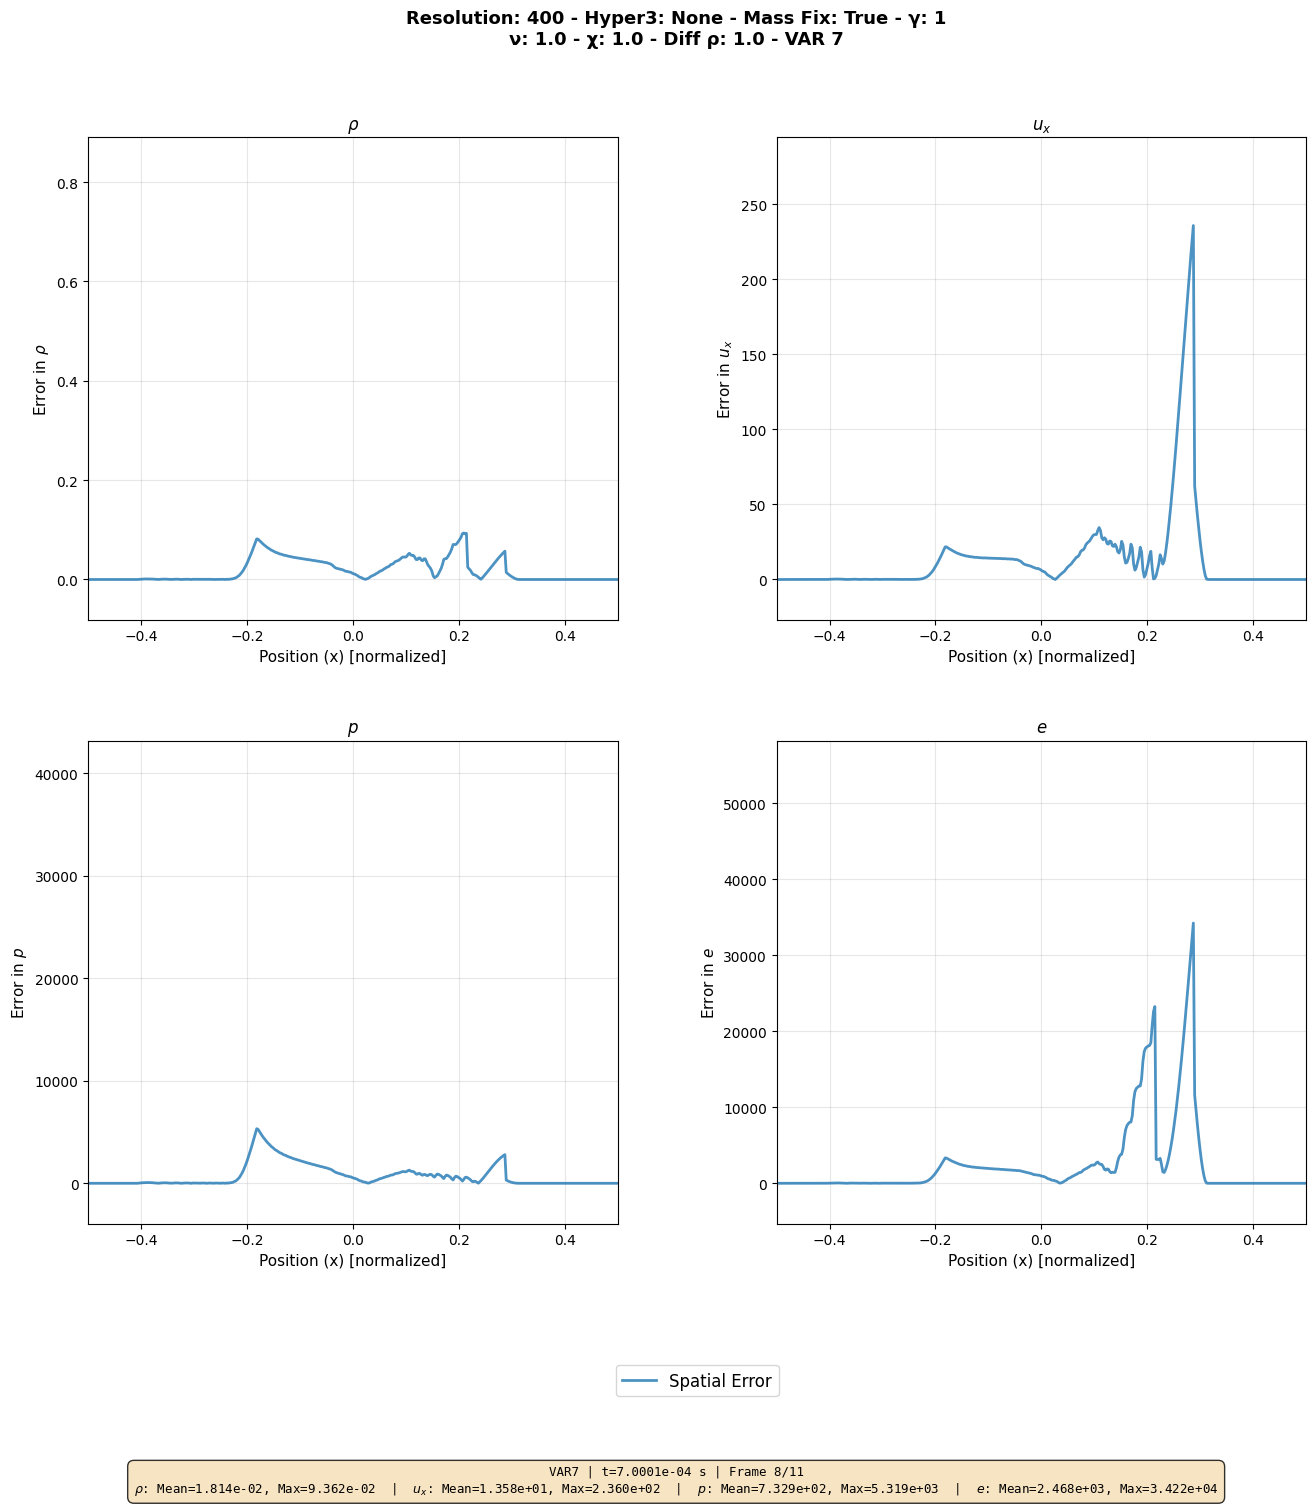 Resolution: 400 - Hyper3: None - Mass Fix: True - γ: 1
ν: 1.0 - χ: 1.0 - Diff ρ: 1.0 - VAR 7
ρ
0.8
0.6
0.4
0.2
0.0
Error in ρ
−0.4 −0.2 0.0 0.2 0.4
Position (x) [normalized]
u_x
250
200
150
100
50
0
Error in u_x
−0.4 −0.2 0.0 0.2 0.4
Position (x) [normalized]
p
40000
30000
20000
10000
0
Error in p
−0.4 −0.2 0.0 0.2 0.4
Position (x) [normalized]
e
50000
40000
30000
20000
10000
0
Error in e
−0.4 −0.2 0.0 0.2 0.4
Position (x) [normalized]
Spatial Error
VAR7 | t=7.0001e-04 s | Frame 8/11
ρ: Mean=1.814e-02, Max=9.362e-02 | u_x: Mean=1.358e+01, Max=2.360e+02 | p: Mean=7.329e+02, Max=5.319e+03 | e: Mean=2.468e+03, Max=3.422e+04